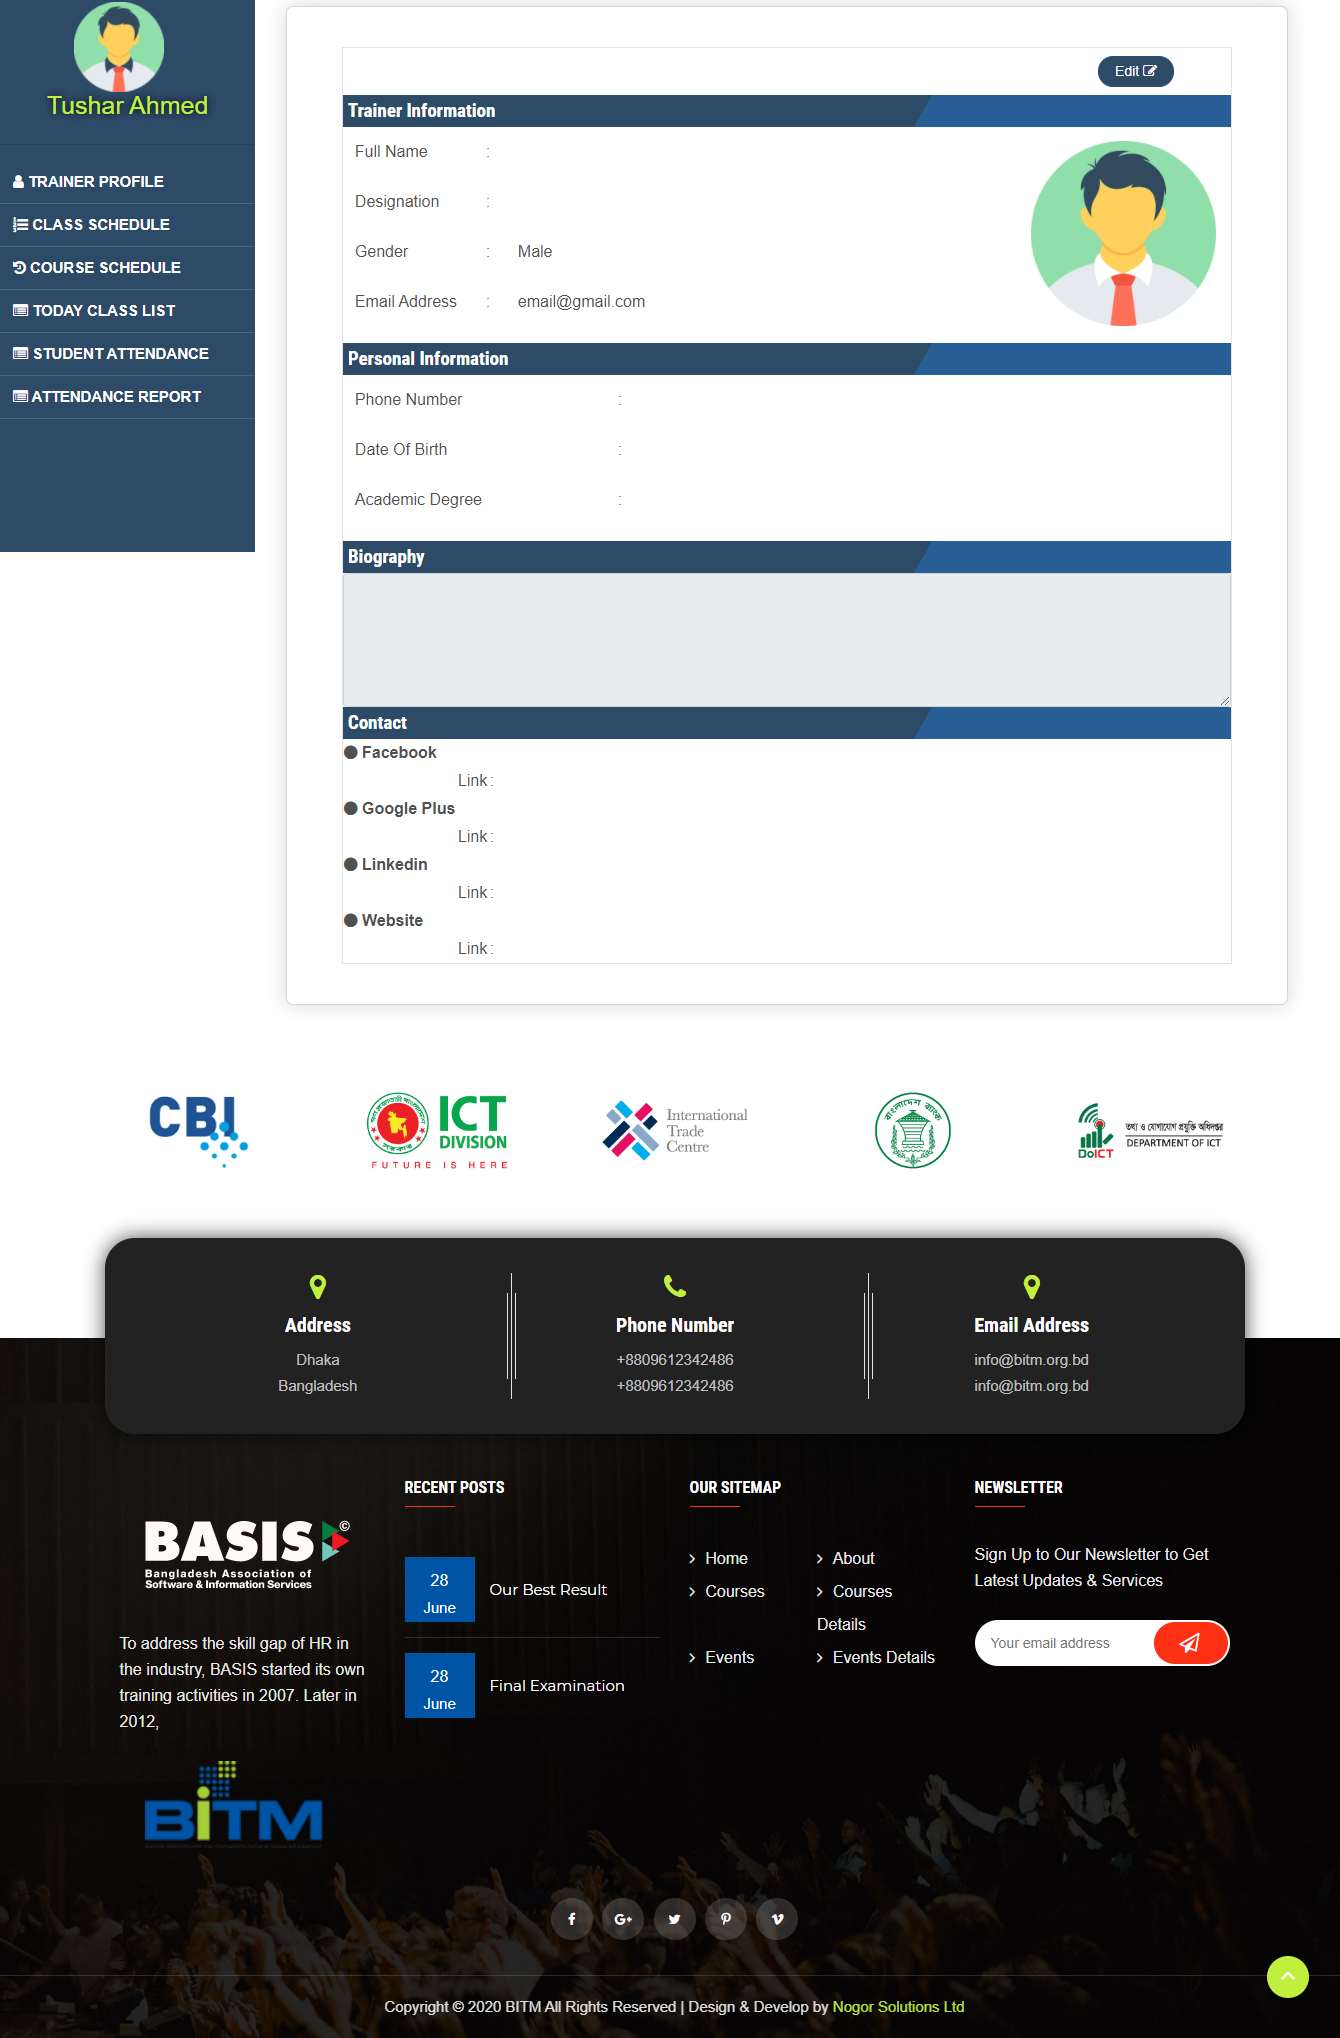 Tushar Ahmed
TRAINER PROFILE
CLASS SCHEDULE
COURSE SCHEDULE
TODAY CLASS LIST
STUDENT ATTENDANCE
ATTENDANCE REPORT
Edit
Trainer Information
Full Name :
Designation :
Gender : Male
Email Address : email@gmail.com
Personal Information
Phone Number :
Date Of Birth :
Academic Degree :
Biography
Contact
Facebook
Link :
Google Plus
Link :
Linkedin
Link :
Website
Link :
CBI
ICT
DIVISION
FUTURE IS HERE
International
Trade
Centre
বাংলাদেশ ব্যাংক
DoICT
তথ্য ও যোগাযোগ প্রযুক্তি অধিদপ্তর
DEPARTMENT OF ICT
Address
Dhaka
Bangladesh
Phone Number
+8809612342486
+8809612342486
Email Address
info@bitm.org.bd
info@bitm.org.bd
BASIS ©
Bangladesh Association of
Software & Information Services
To address the skill gap of HR in
the industry, BASIS started its own
training activities in 2007. Later in
2012,
BiTM
RECENT POSTS
28
June
Our Best Result
28
June
Final Examination
OUR SITEMAP
Home
About
Courses
Courses
Details
Events
Events Details
NEWSLETTER
Sign Up to Our Newsletter to Get
Latest Updates & Services
Your email address
Copyright © 2020 BITM All Rights Reserved | Design & Develop by Nogor Solutions Ltd